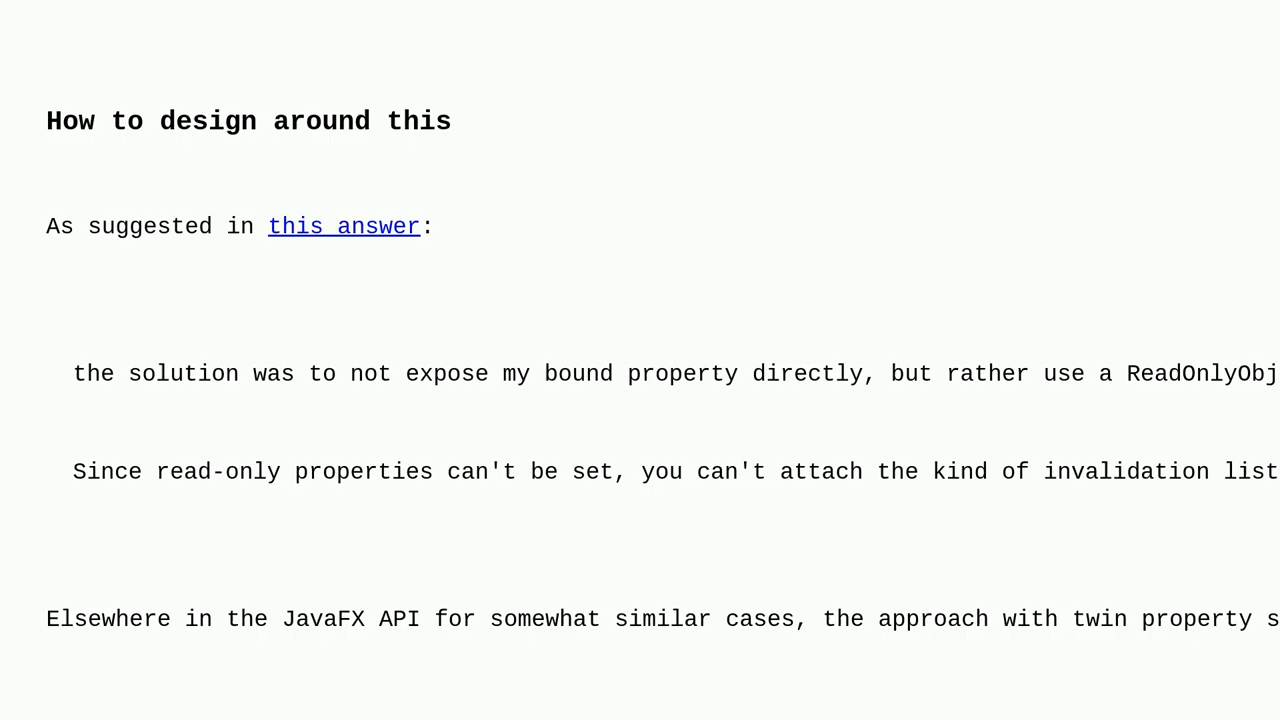 How to design around this
As suggested in this answer:
the solution was to not expose my bound property directly, but rather use a ReadOnlyObj
Since read-only properties can't be set, you can't attach the kind of invalidation list
Elsewhere in the JavaFX API for somewhat similar cases, the approach with twin property s